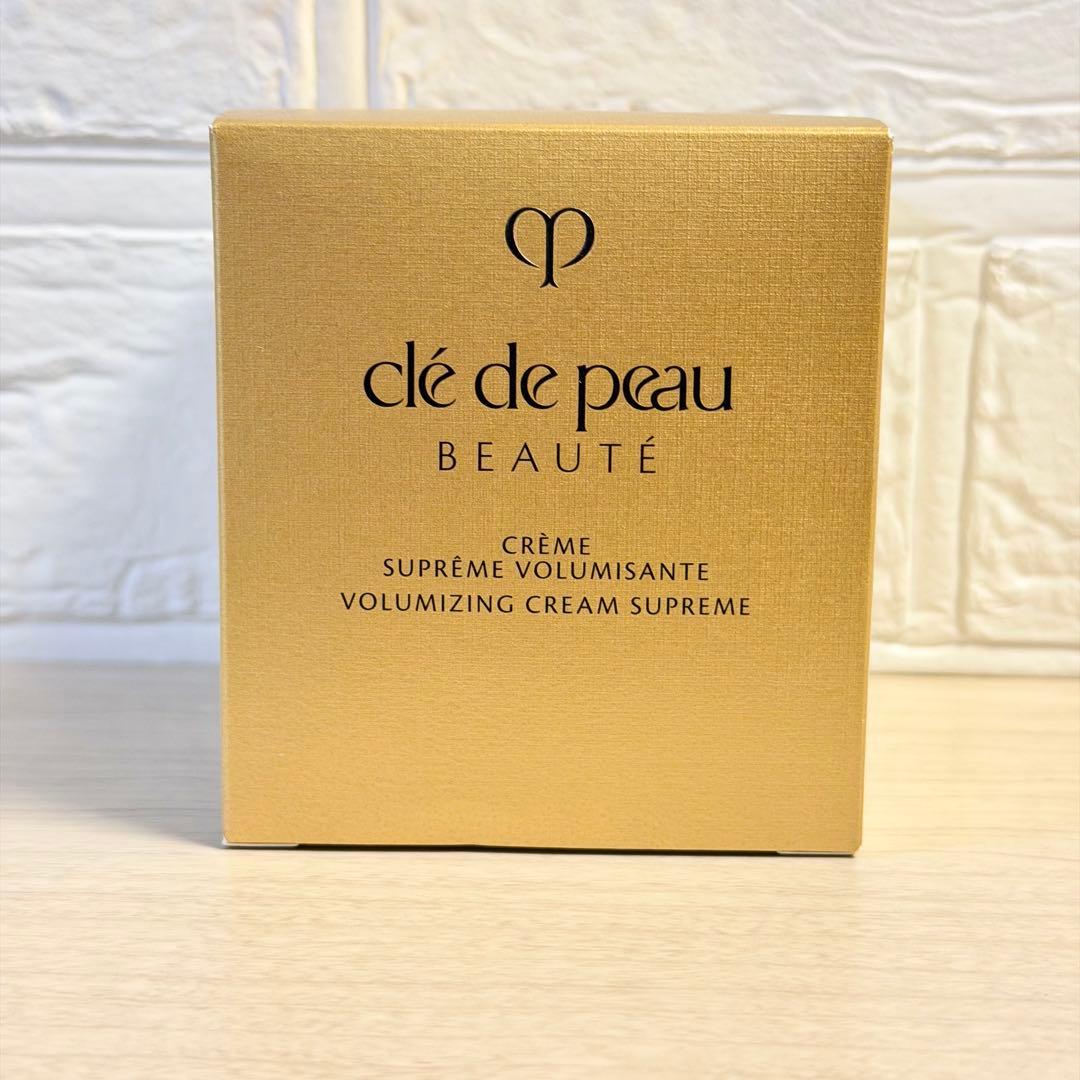 clé de peau
BEAUTÉ
CRÈME
SUPRÊME VOLUMISANTE
VOLUMIZING CREAM SUPREME